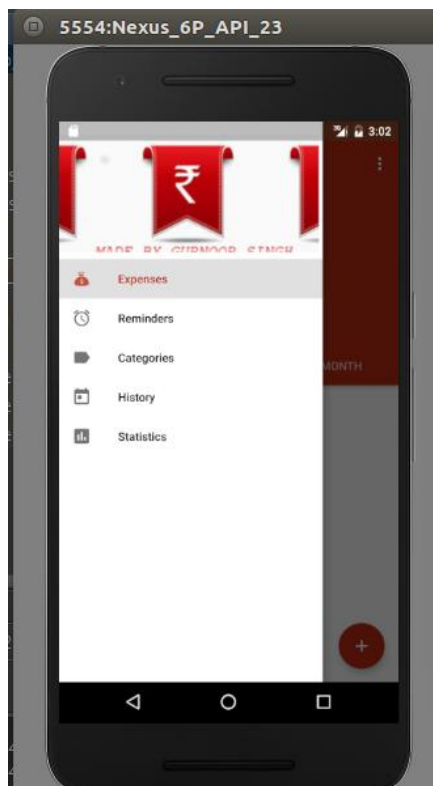 5554:Nexus_6P_API_23
3:02
₹
MADE BY GURNOOR SINGH
Expenses
Reminders
Categories
MONTH
History
Statistics
+